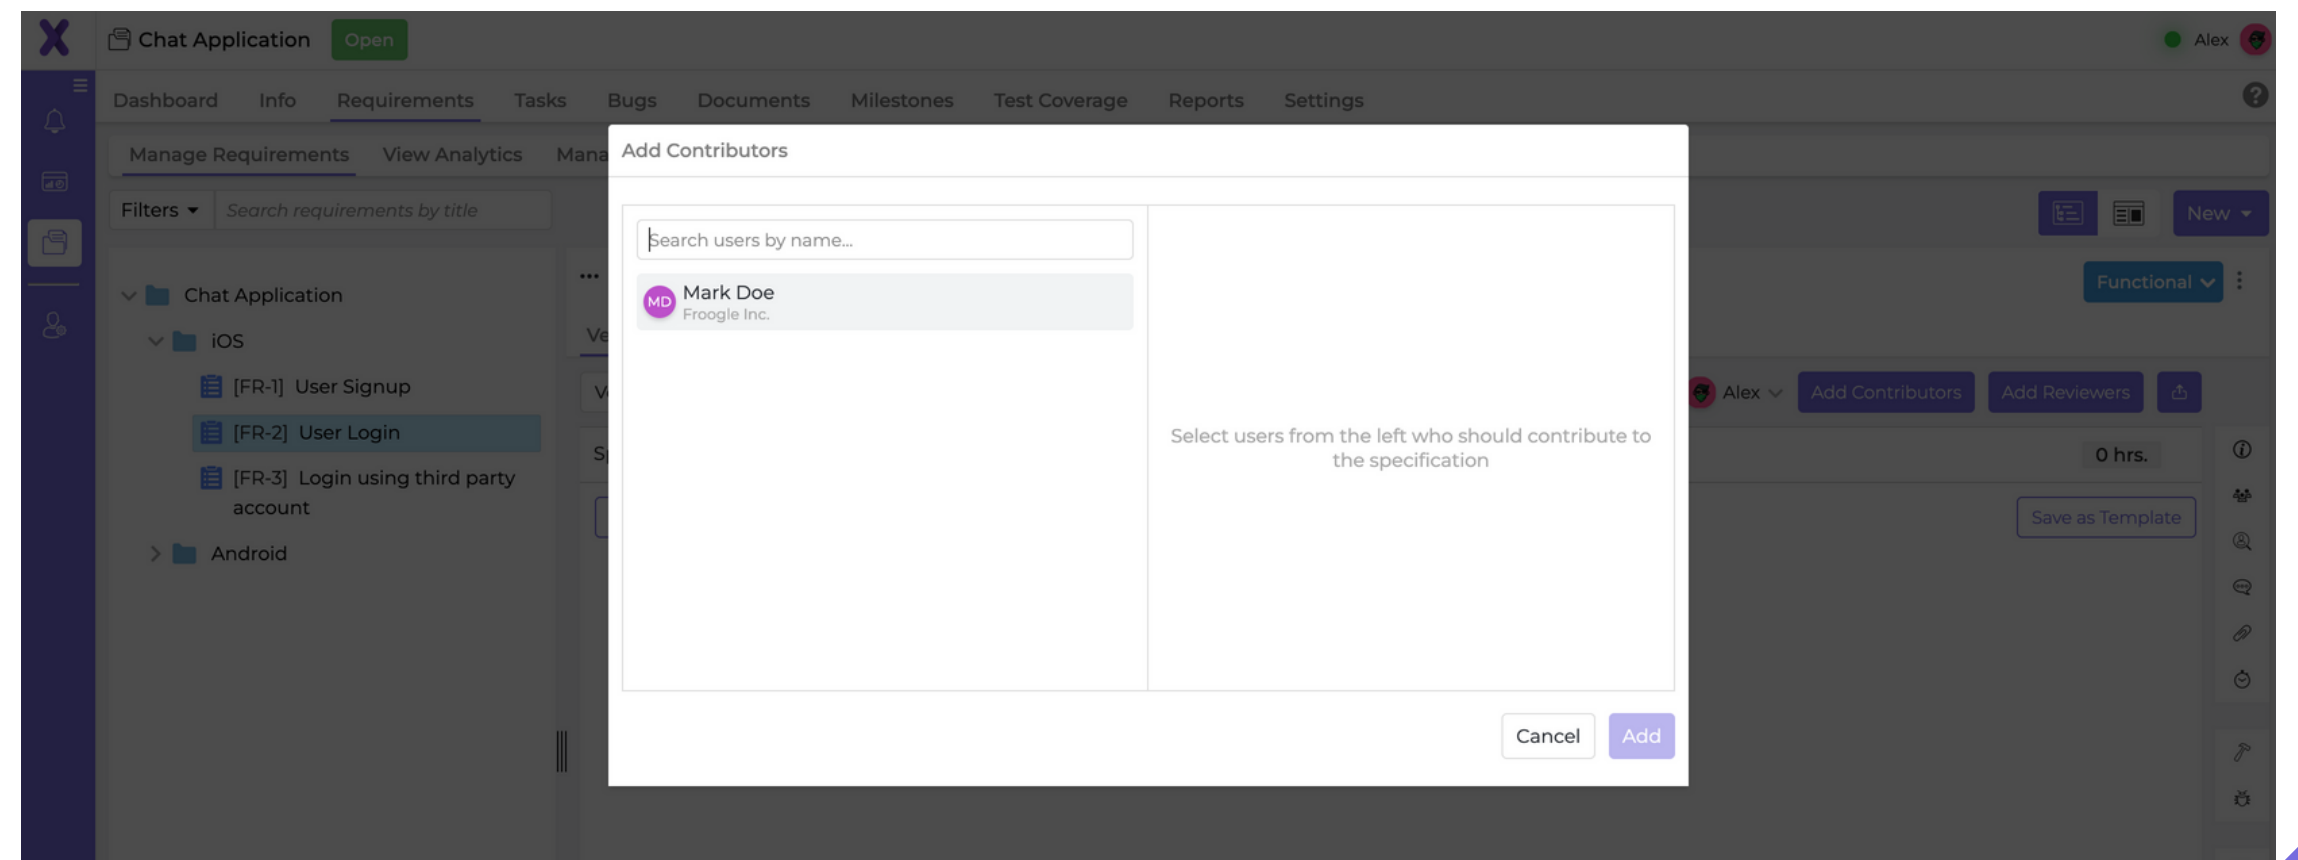 Chat Application Open
Alex
Dashboard Info Requirements Tasks Bugs Documents Milestones Test Coverage Reports Settings
Manage Requirements View Analytics Mana
Filters Search requirements by title
New
Chat Application
iOS
[FR-1] User Signup
[FR-2] User Login
[FR-3] Login using third party
account
Android
...
Functional
Ve
Alex Add Contributors Add Reviewers
0 hrs.
Save as Template
Add Contributors
Search users by name...
MD Mark Doe
Froogle Inc.
Select users from the left who should contribute to
the specification
Cancel Add